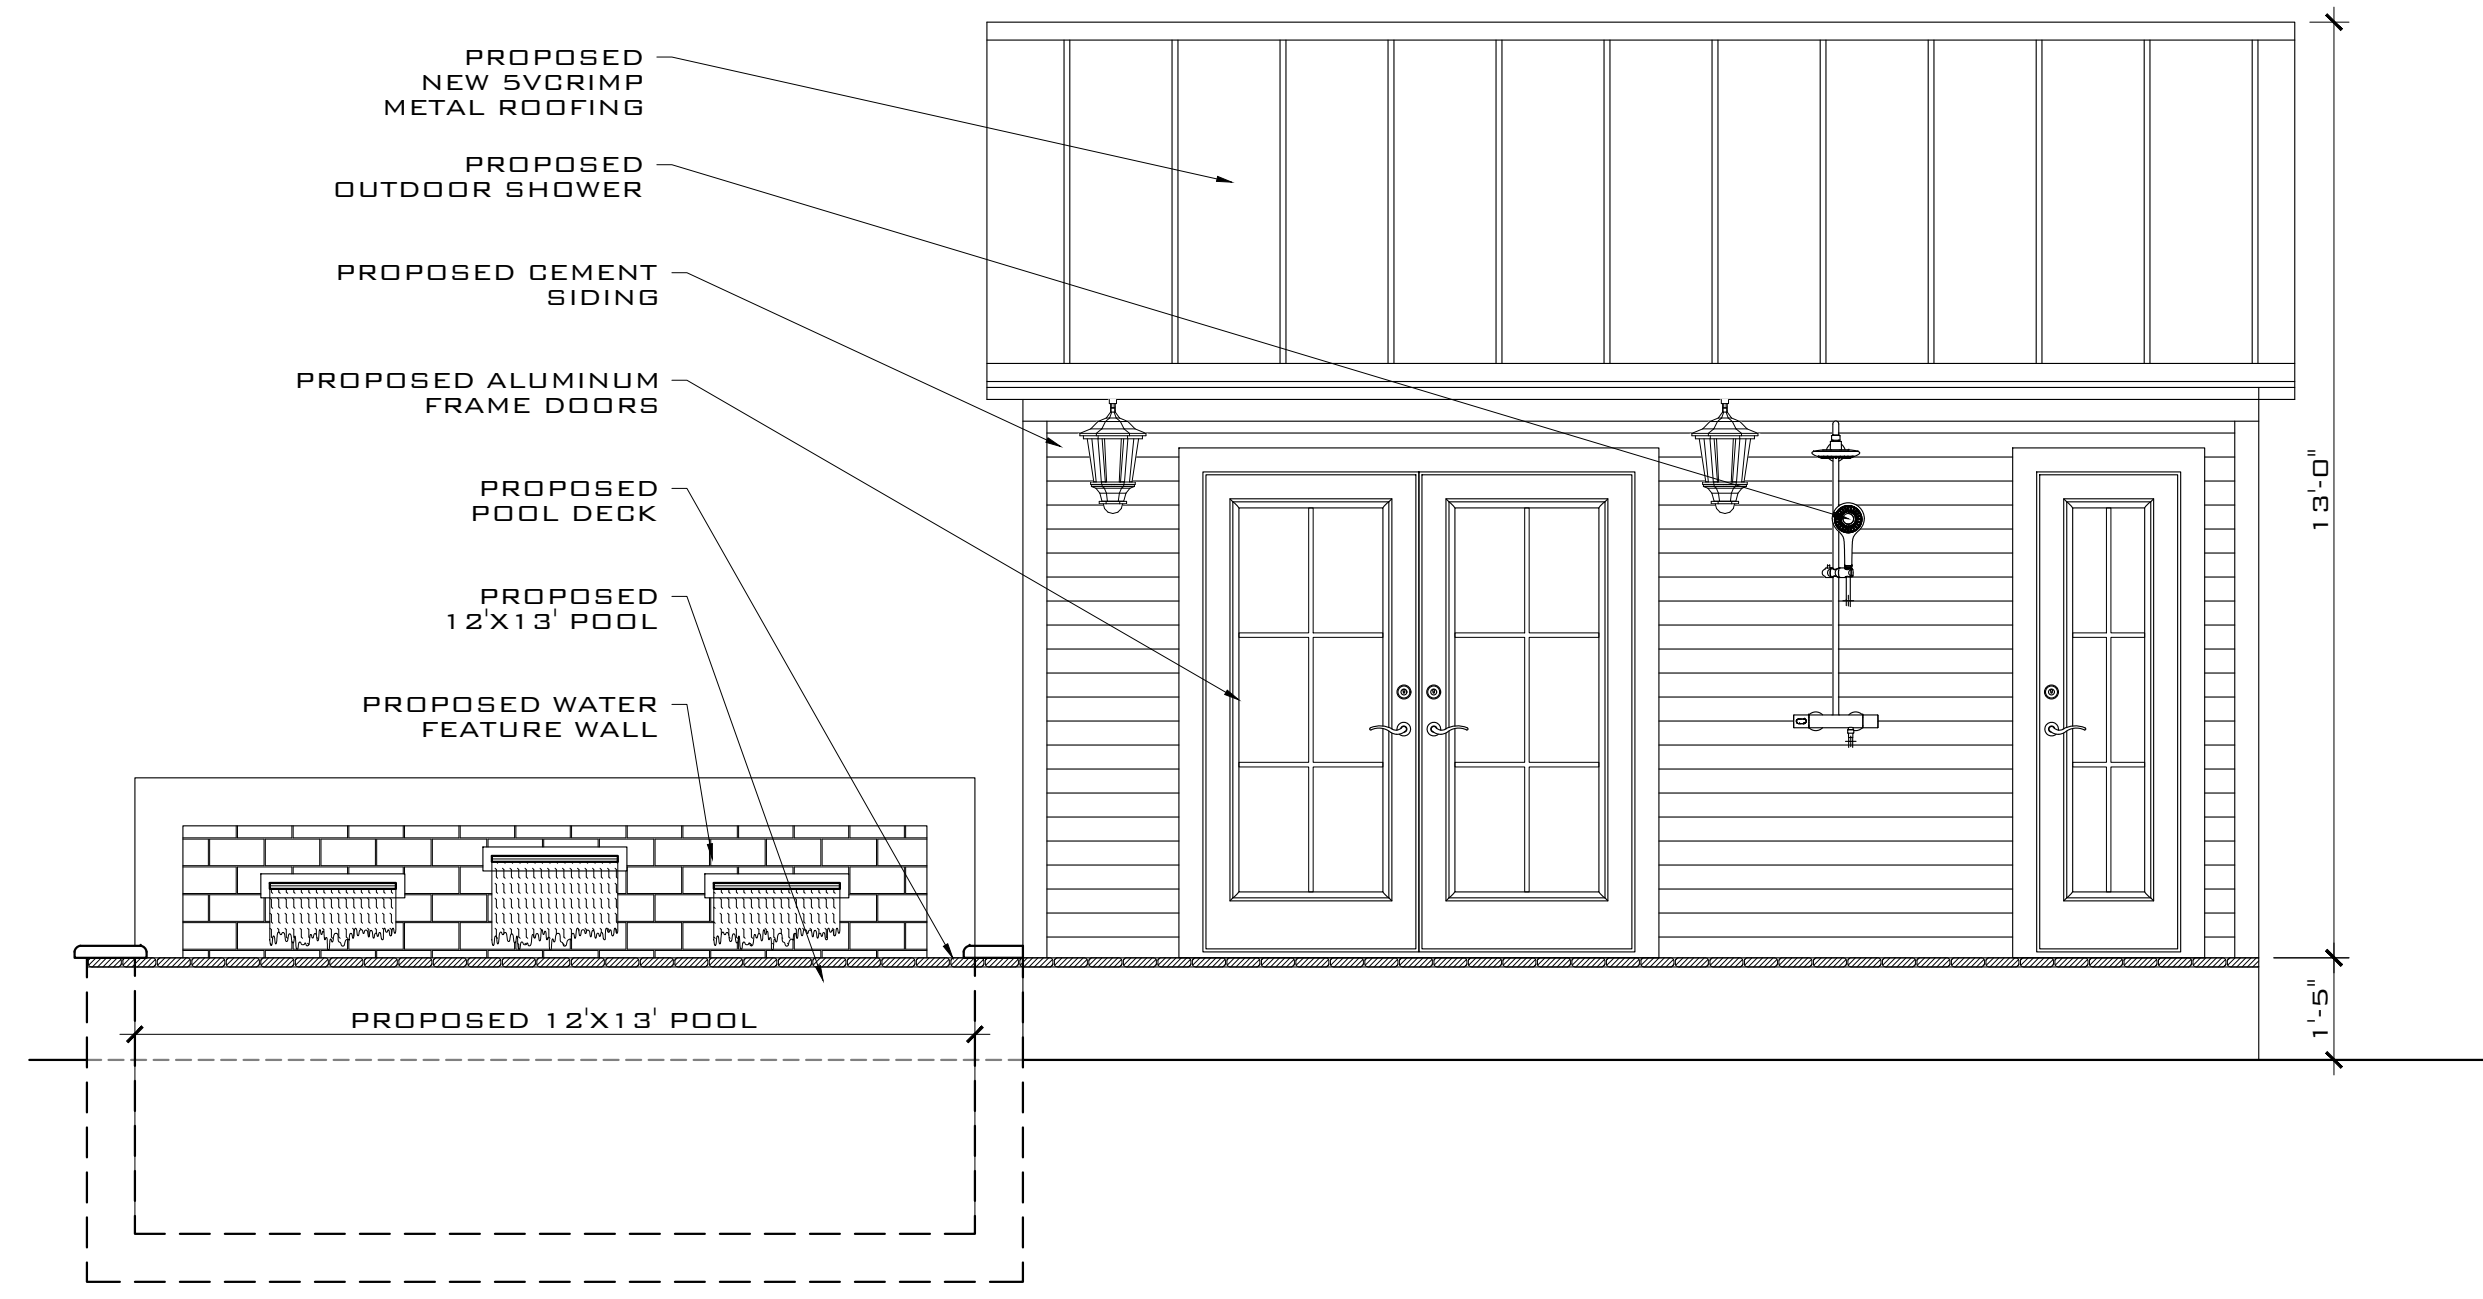 PROPOSED
NEW 5VCRIMP
METAL ROOFING
PROPOSED
OUTDOOR SHOWER
PROPOSED CEMENT
SIDING
PROPOSED ALUMINUM
FRAME DOORS
PROPOSED
POOL DECK
PROPOSED
12'X13' POOL
PROPOSED WATER
FEATURE WALL
PROPOSED 12'X13' POOL
13'-0"
1'-5"